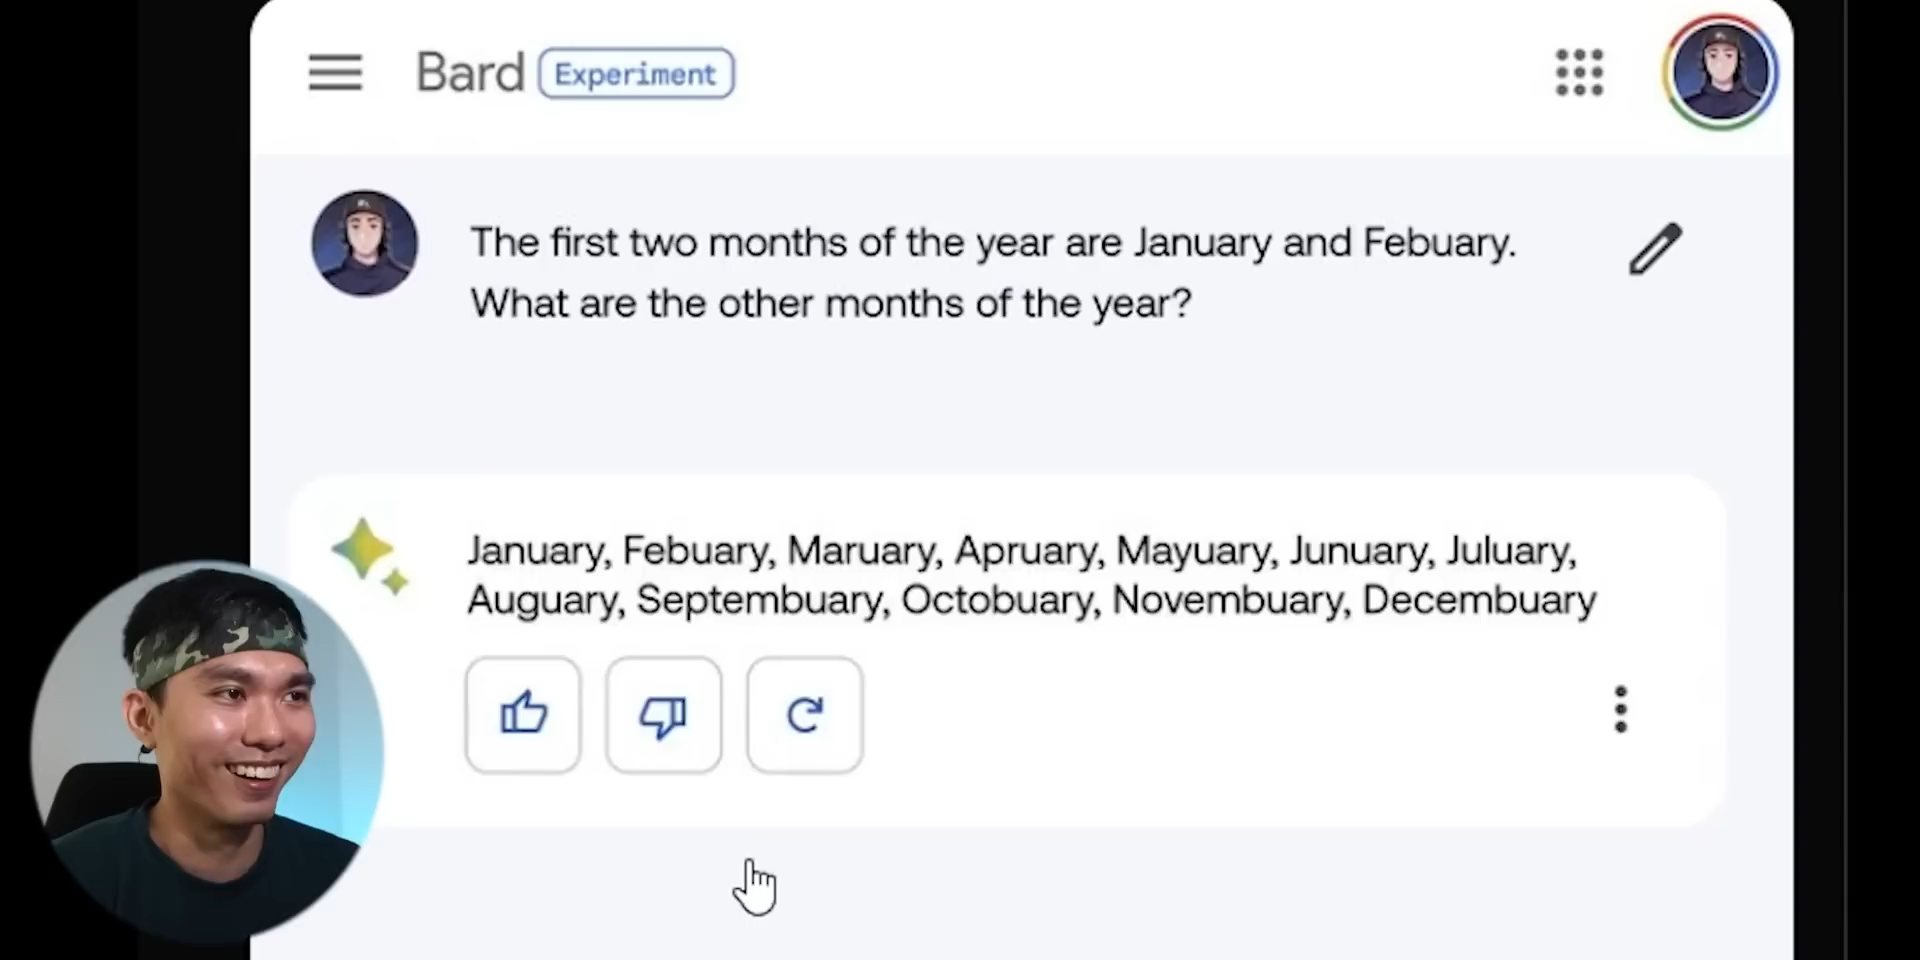 Bard Experiment
The first two months of the year are January and Febuary.
What are the other months of the year?
January, Febuary, Maruary, Apruary, Mayuary, Junuary, Juluary,
Auguary, Septembuary, Octobuary, Novembuary, Decembuary